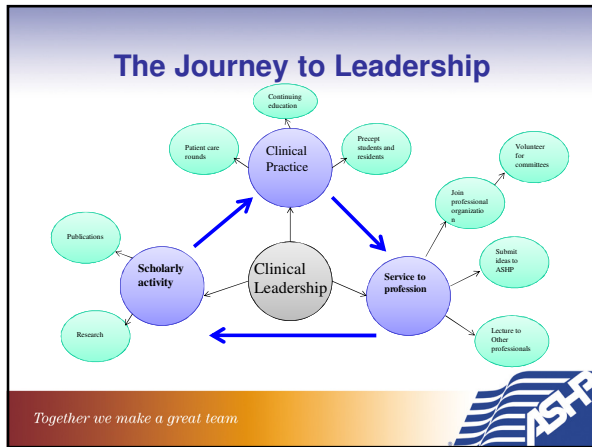 The Journey to Leadership
Continuing
education
Patient care
rounds
Clinical
Practice
Precept
students and
residents
Volunteer
for
committees
Join
professional
organizatio
n
Publications
Scholarly
activity
Clinical
Leadership
Service to
profession
Submit
ideas to
ASHP
Research
Lecture to
Other
professionals
Together we make a great team
ASHP